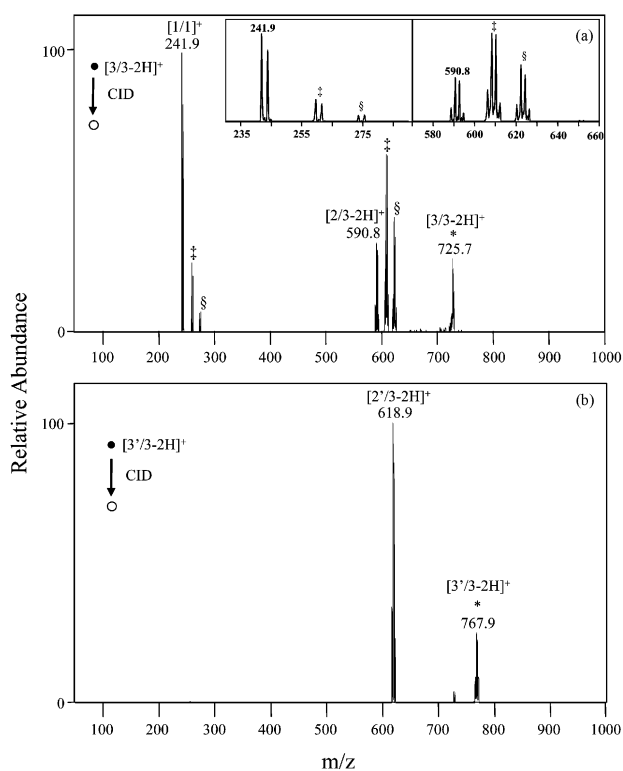 (a)
[1/1]⁺
241.9
100
● [3/3-2H]⁺
CID
○
241.9
‡
§
235 255 275
590.8
‡
§
580 600 620 640 660
‡
§
[2/3-2H]⁺
590.8
‡
§
[3/3-2H]⁺
*
725.7
0
100 200 300 400 500 600 700 800 900 1000
Relative Abundance
(b)
[2’/3-2H]⁺
618.9
100
● [3’/3-2H]⁺
CID
○
[3’/3-2H]⁺
*
767.9
0
100 200 300 400 500 600 700 800 900 1000
m/z